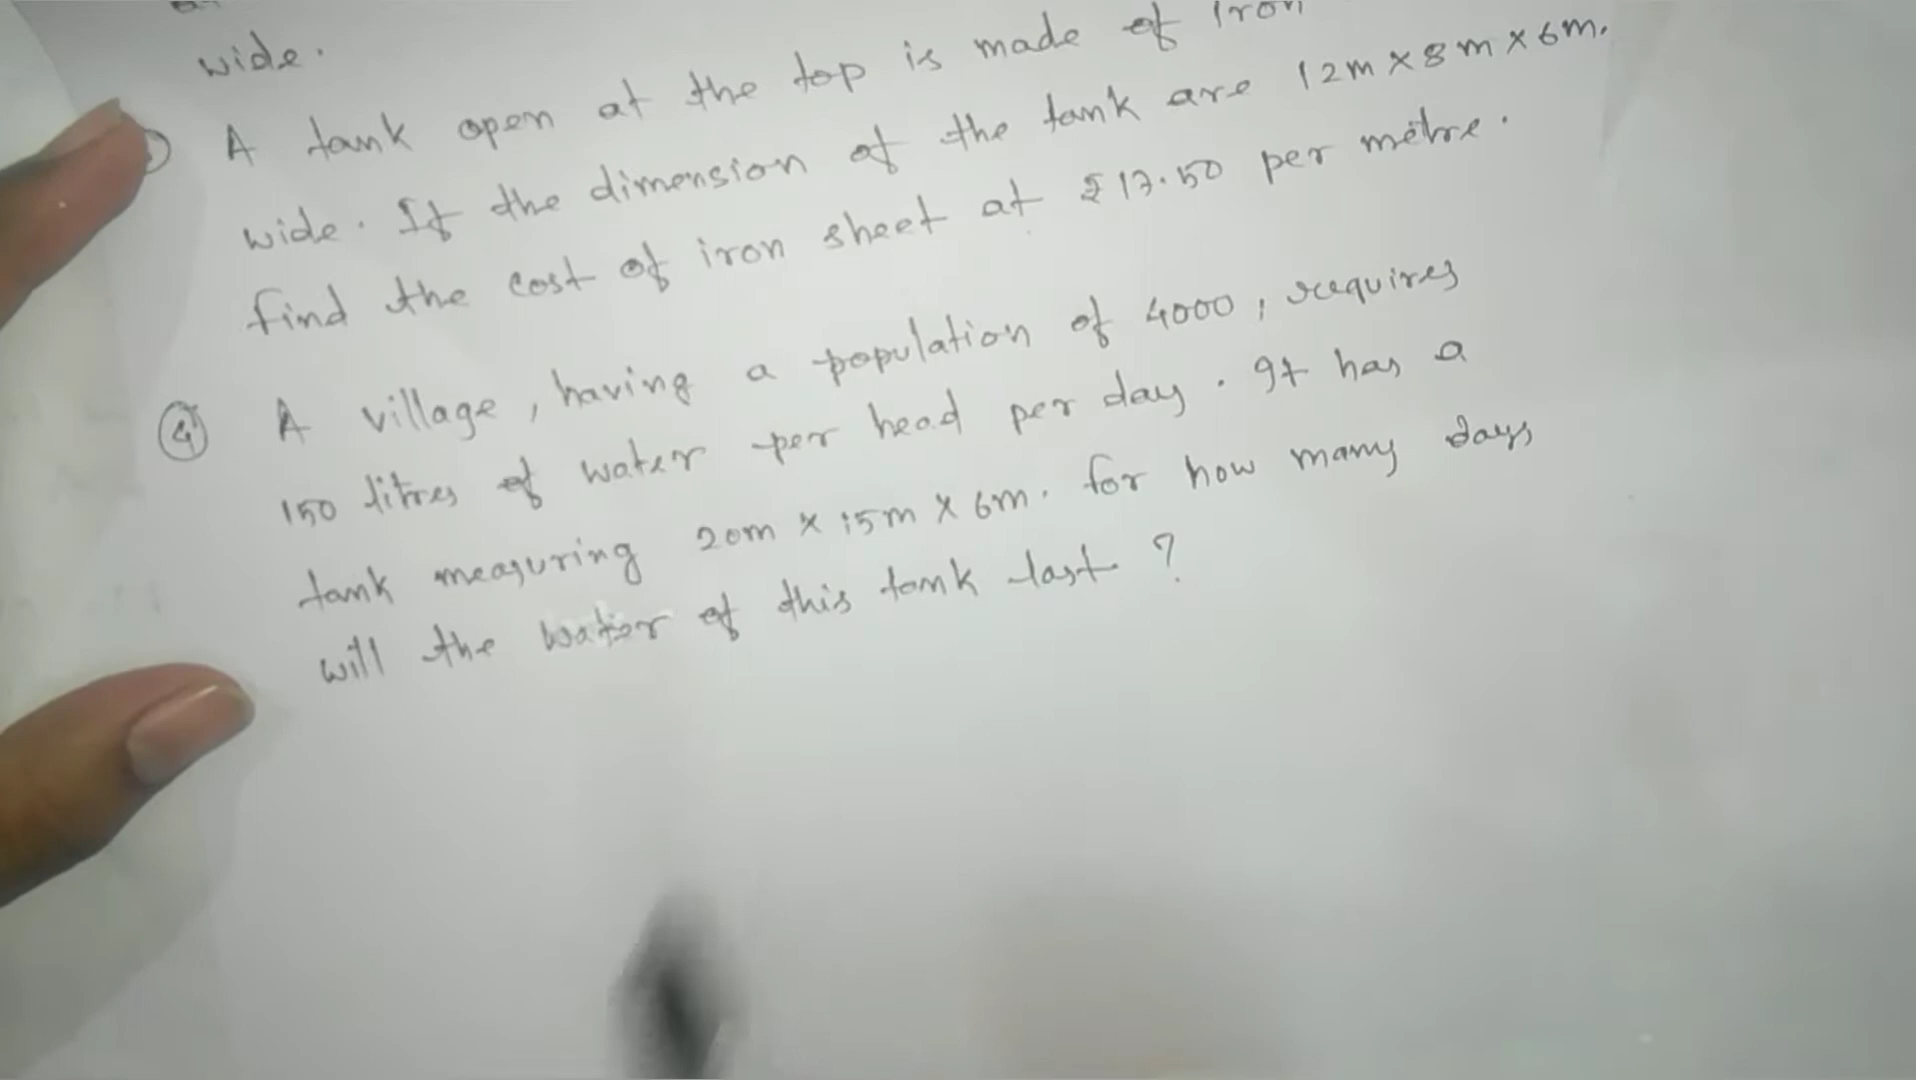 wide.
A tank open at the top is made of iron
wide. If the dimension of the tank are 12m x 8m x 6m.
find the cost of iron sheet at ₹17.50 per metre.
④ A village, having a population of 4000, requires
150 litres of water per head per day. It has a
tank measuring 20m x 15m x 6m. for how many days
will the water of this tank last ?